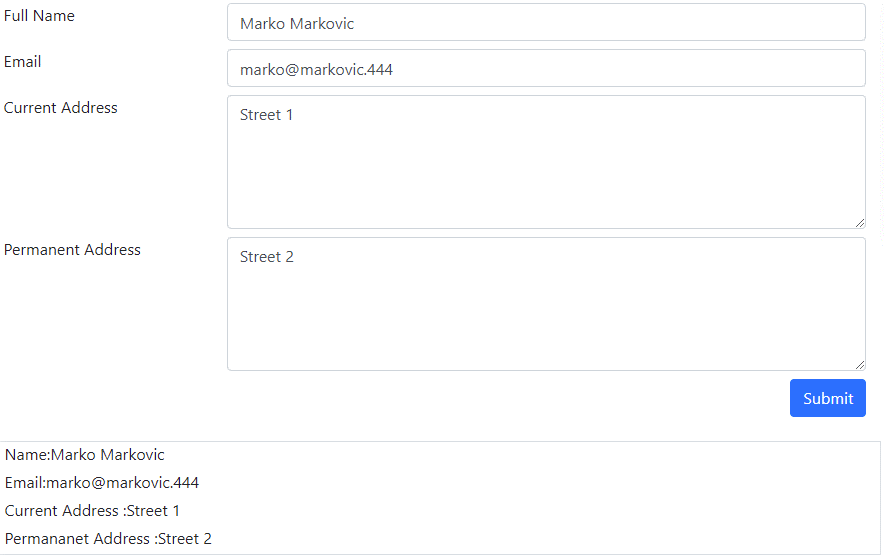 Full Name Marko Markovic
Email marko@markovic.444
Current Address Street 1
Permanent Address Street 2
Submit
Name:Marko Markovic
Email:marko@markovic.444
Current Address :Street 1
Permananet Address :Street 2